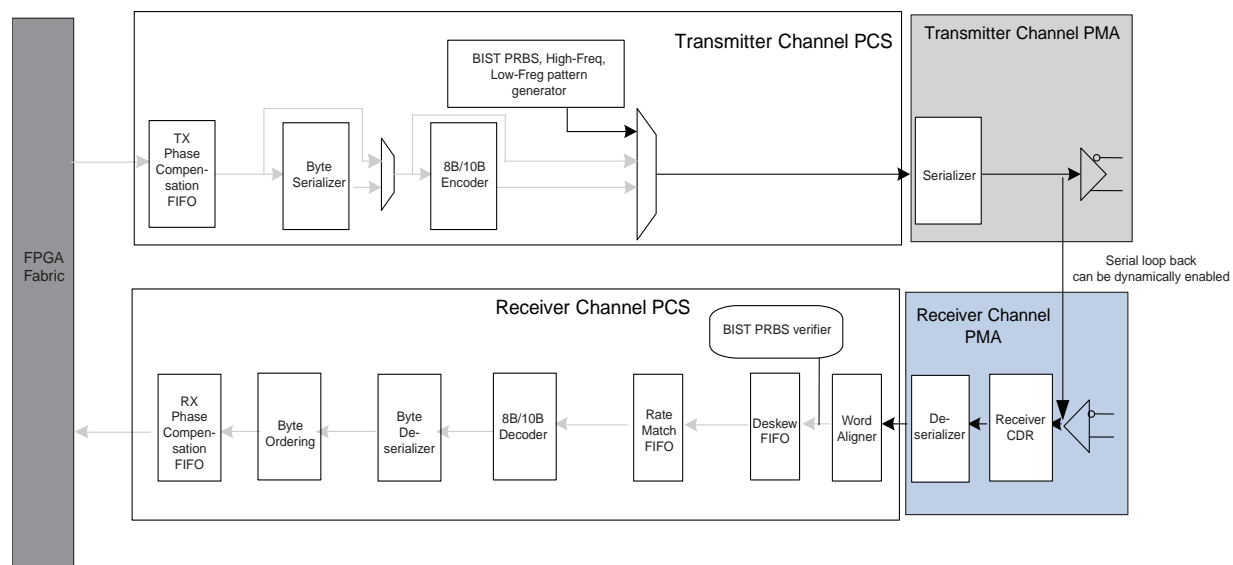 Transmitter Channel PCS
Transmitter Channel PMA
BIST PRBS, High-Freq,
Low-Freg pattern
generator
TX
Phase
Compen-
sation
FIFO
Byte
Serializer
8B/10B
Encoder
Serializer
FPGA
Fabric
Serial loop back
can be dynamically enabled
Receiver Channel PCS
Receiver Channel
PMA
BIST PRBS verifier
RX
Phase
Compen-
sation
FIFO
Byte
Ordering
Byte
De-
serializer
8B/10B
Decoder
Rate
Match
FIFO
Deskew
FIFO
Word
Aligner
De-
serializer
Receiver
CDR